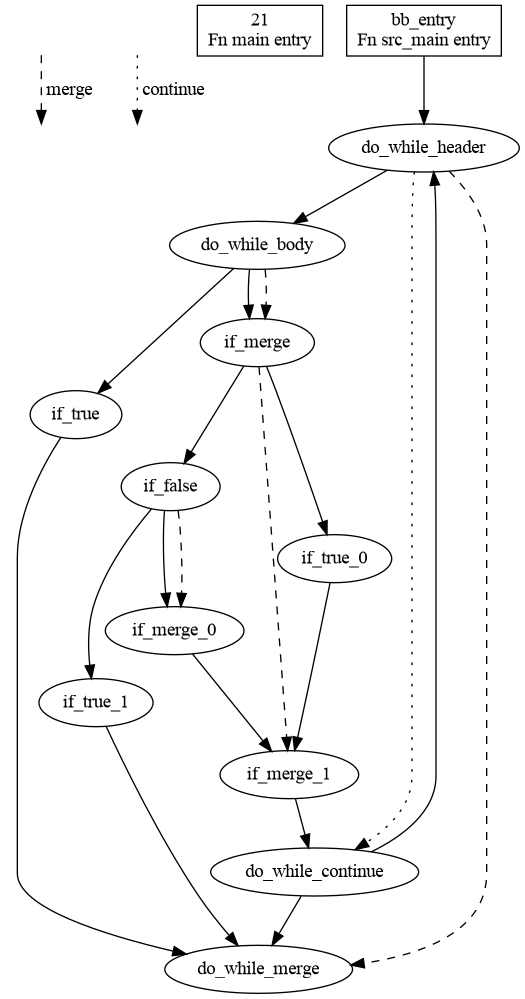 21
Fn main entry
bb_entry
Fn src_main entry
merge
continue
do_while_header
do_while_body
if_merge
if_true
if_false
if_true_0
if_merge_0
if_true_1
if_merge_1
do_while_continue
do_while_merge